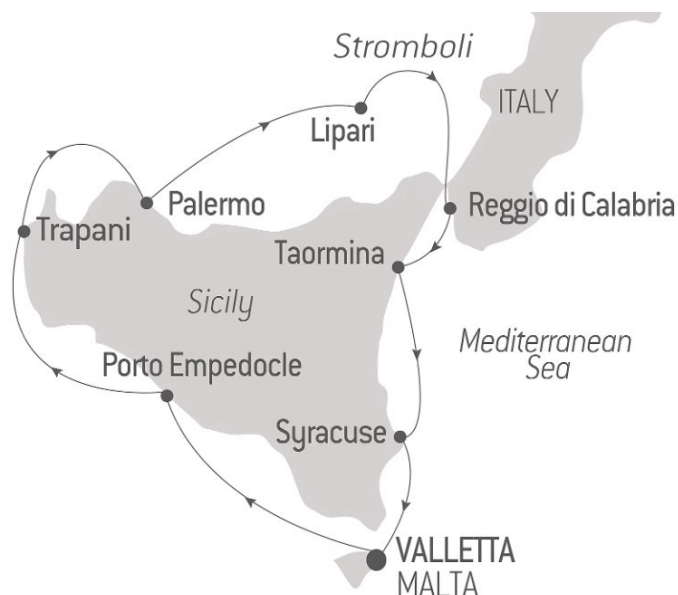 Stromboli
ITALY
Lipari
Palermo
Reggio di Calabria
Trapani
Taormina
Sicily
Mediterranean
Sea
Porto Empedocle
Syracuse
VALLETTA
MALTA